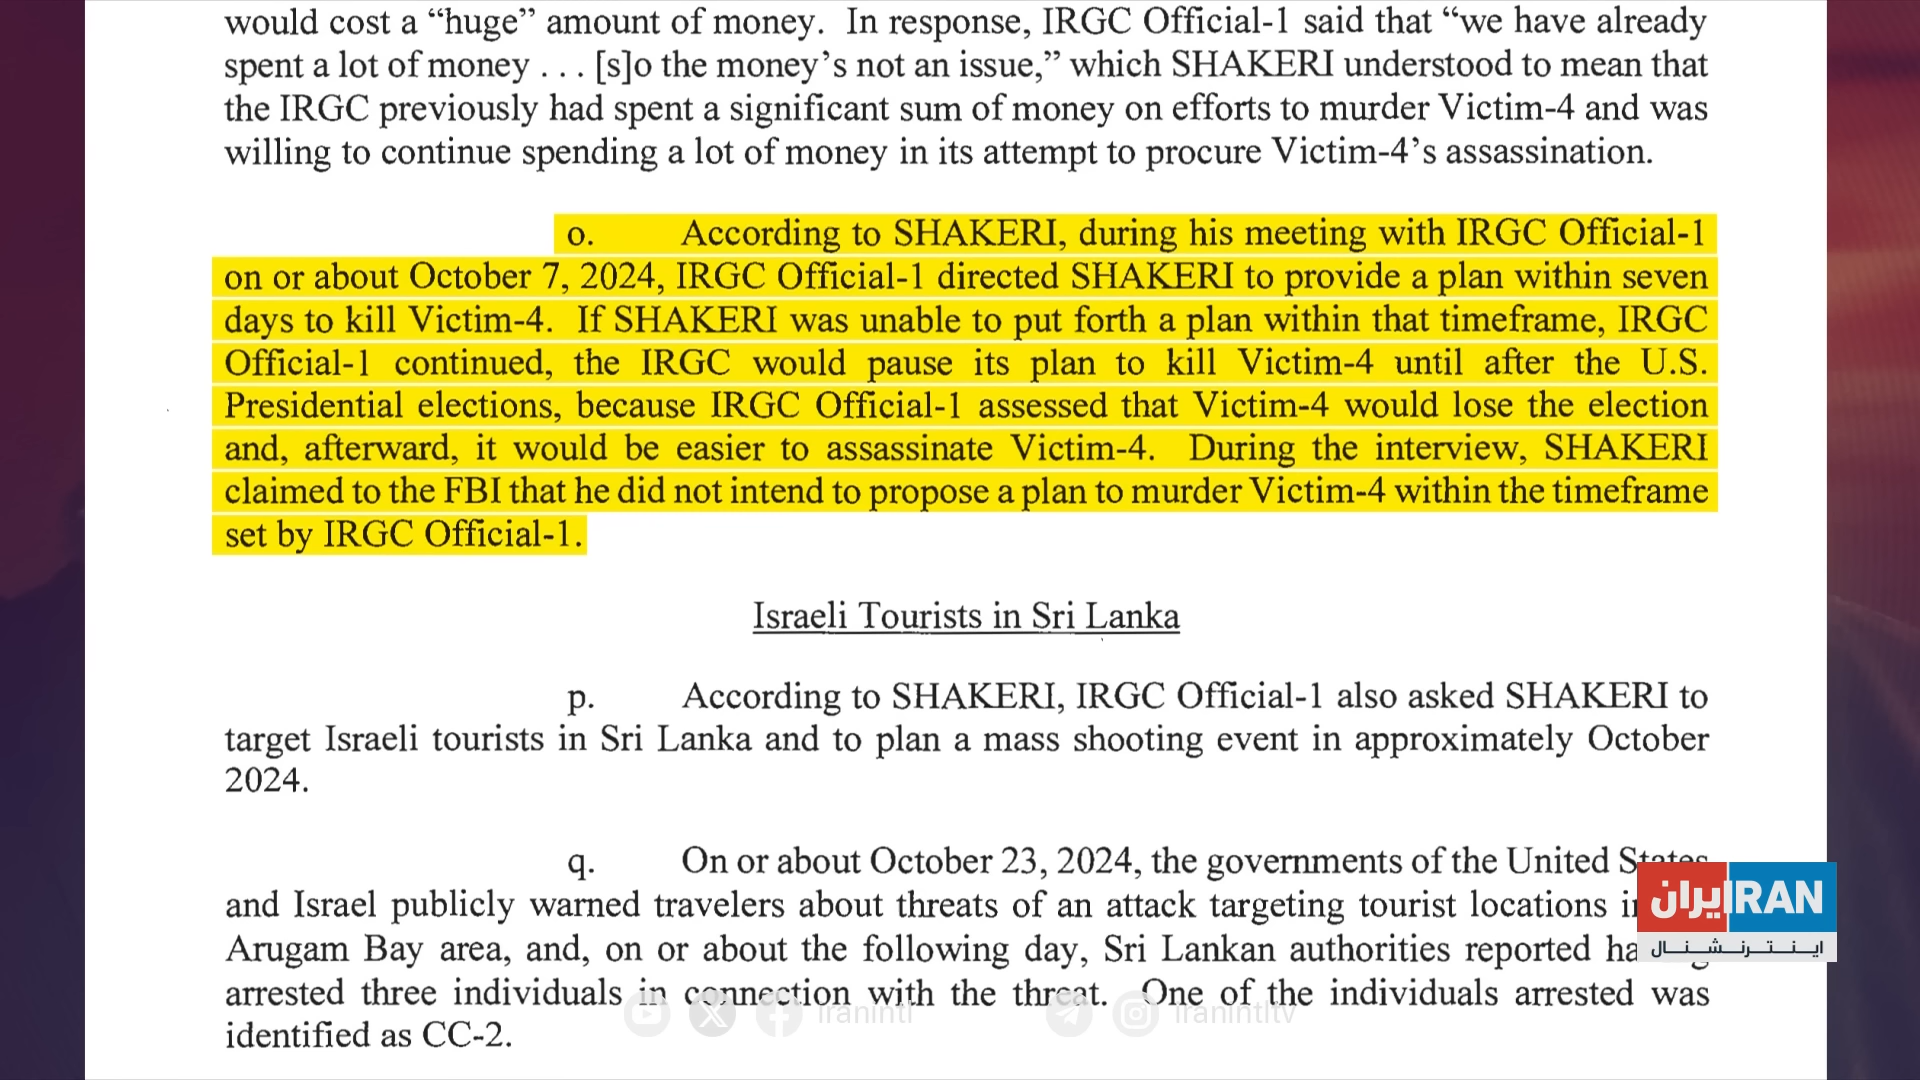 would cost a “huge” amount of money. In response, IRGC Official-1 said that “we have already
spent a lot of money . . . [s]o the money’s not an issue,” which SHAKERI understood to mean that
the IRGC previously had spent a significant sum of money on efforts to murder Victim-4 and was
willing to continue spending a lot of money in its attempt to procure Victim-4’s assassination.
o. According to SHAKERI, during his meeting with IRGC Official-1
on or about October 7, 2024, IRGC Official-1 directed SHAKERI to provide a plan within seven
days to kill Victim-4. If SHAKERI was unable to put forth a plan within that timeframe, IRGC
Official-1 continued, the IRGC would pause its plan to kill Victim-4 until after the U.S.
Presidential elections, because IRGC Official-1 assessed that Victim-4 would lose the election
and, afterward, it would be easier to assassinate Victim-4. During the interview, SHAKERI
claimed to the FBI that he did not intend to propose a plan to murder Victim-4 within the timeframe
set by IRGC Official-1.
Israeli Tourists in Sri Lanka
p. According to SHAKERI, IRGC Official-1 also asked SHAKERI to
target Israeli tourists in Sri Lanka and to plan a mass shooting event in approximately October
2024.
q. On or about October 23, 2024, the governments of the United States
and Israel publicly warned travelers about threats of an attack targeting tourist locations
Arugam Bay area, and, on or about the following day, Sri Lankan authorities reported
arrested three individuals in connection with the threat. One of the individuals arrested was
identified as CC-2.
ایران IRAN
اینترنشنال
iranintl
iranintltv